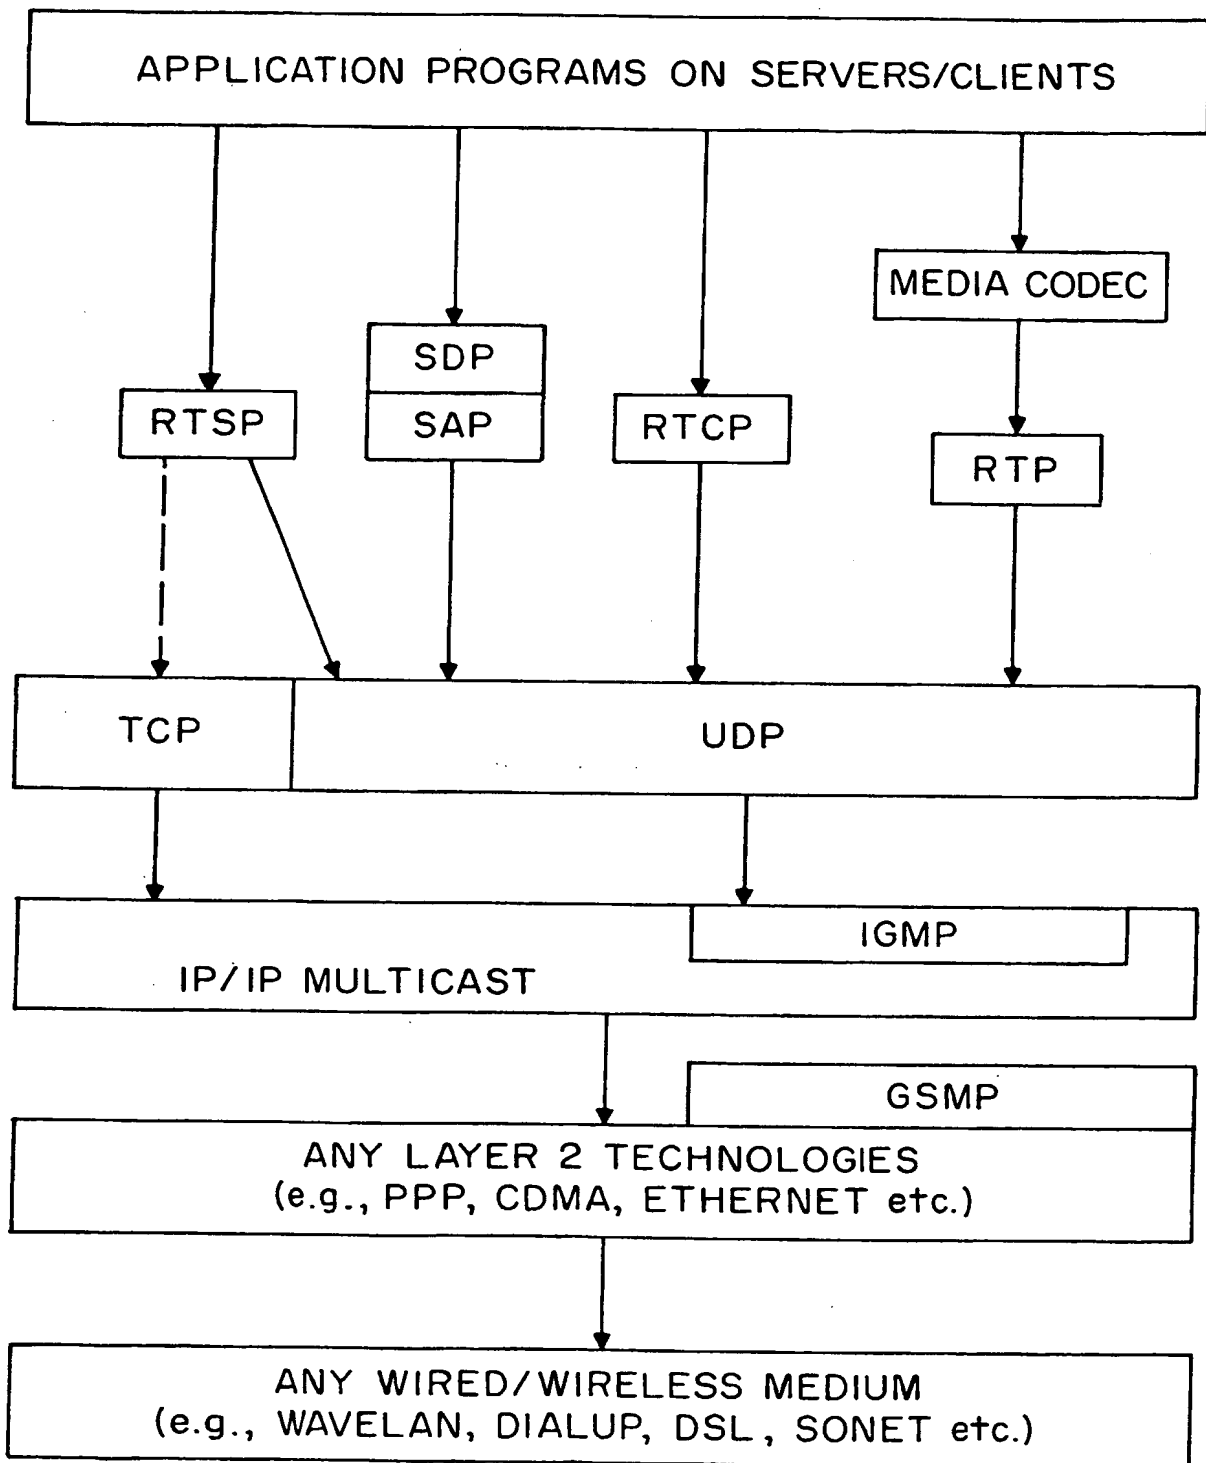 APPLICATION PROGRAMS ON SERVERS/CLIENTS
MEDIA CODEC
SDP
RTSP
SAP
RTCP
RTP
TCP
UDP
IGMP
IP/IP MULTICAST
GSMP
ANY LAYER 2 TECHNOLOGIES
(e.g., PPP, CDMA, ETHERNET etc.)
ANY WIRED/WIRELESS MEDIUM
(e.g., WAVELAN, DIALUP, DSL, SONET etc.)